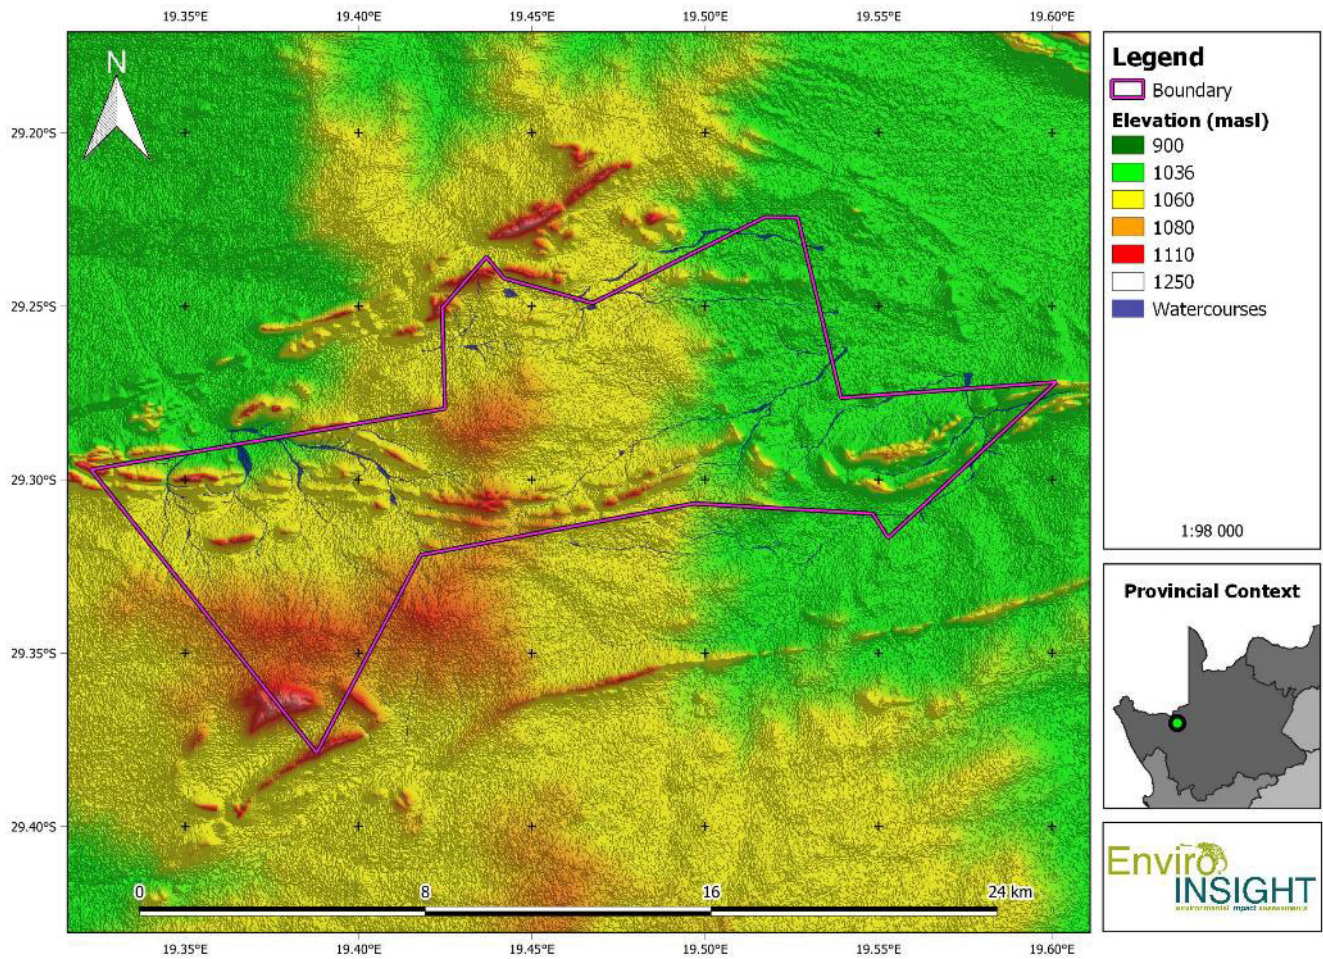 19.35°E 19.40°E 19.45°E 19.50°E 19.55°E 19.60°E
N
29.20°S
29.25°S
29.30°S
29.35°S
29.40°S
0 8 16 24 km
19.35°E 19.40°E 19.45°E 19.50°E 19.55°E 19.60°E
Legend
Boundary
Elevation (masl)
900
1036
1060
1080
1110
1250
Watercourses
1:98 000
Provincial Context
Enviro
INSIGHT
environmental impact assessments